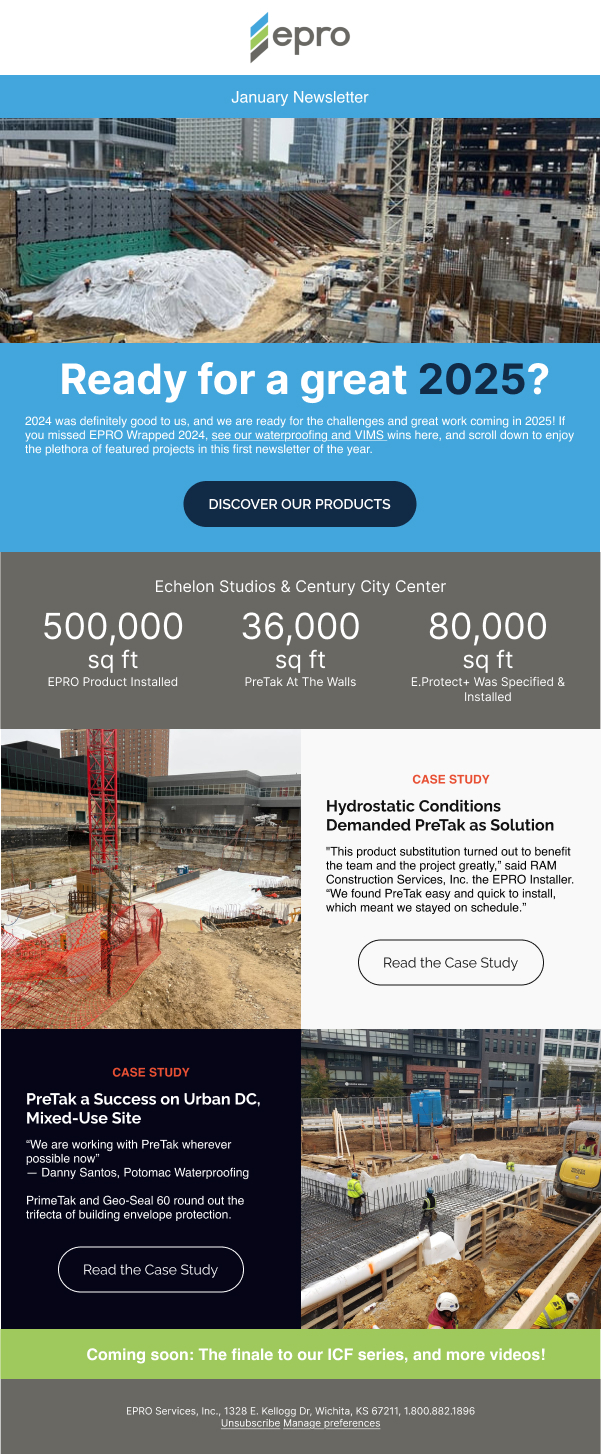 epro
January Newsletter
Ready for a great 2025?
2024 was definitely good to us, and we are ready for the challenges and great work coming in 2025! If
you missed EPRO Wrapped 2024, see our waterproofing and VIMS wins here, and scroll down to enjoy
the plethora of featured projects in this first newsletter of the year.
DISCOVER OUR PRODUCTS
Echelon Studios & Century City Center
500,000
sq ft
EPRO Product Installed
36,000
sq ft
PreTak At The Walls
80,000
sq ft
E.Protect+ Was Specified &
Installed
CASE STUDY
Hydrostatic Conditions
Demanded PreTak as Solution
"This product substitution turned out to benefit
the team and the project greatly,” said RAM
Construction Services, Inc. the EPRO Installer.
“We found PreTak easy and quick to install,
which meant we stayed on schedule.”
Read the Case Study
CASE STUDY
PreTak a Success on Urban DC,
Mixed-Use Site
“We are working with PreTak wherever
possible now”
— Danny Santos, Potomac Waterproofing
PrimeTak and Geo-Seal 60 round out the
trifecta of building envelope protection.
Read the Case Study
Coming soon: The finale to our ICF series, and more videos!
EPRO Services, Inc., 1328 E. Kellogg Dr, Wichita, KS 67211, 1.800.882.1896
Unsubscribe Manage preferences